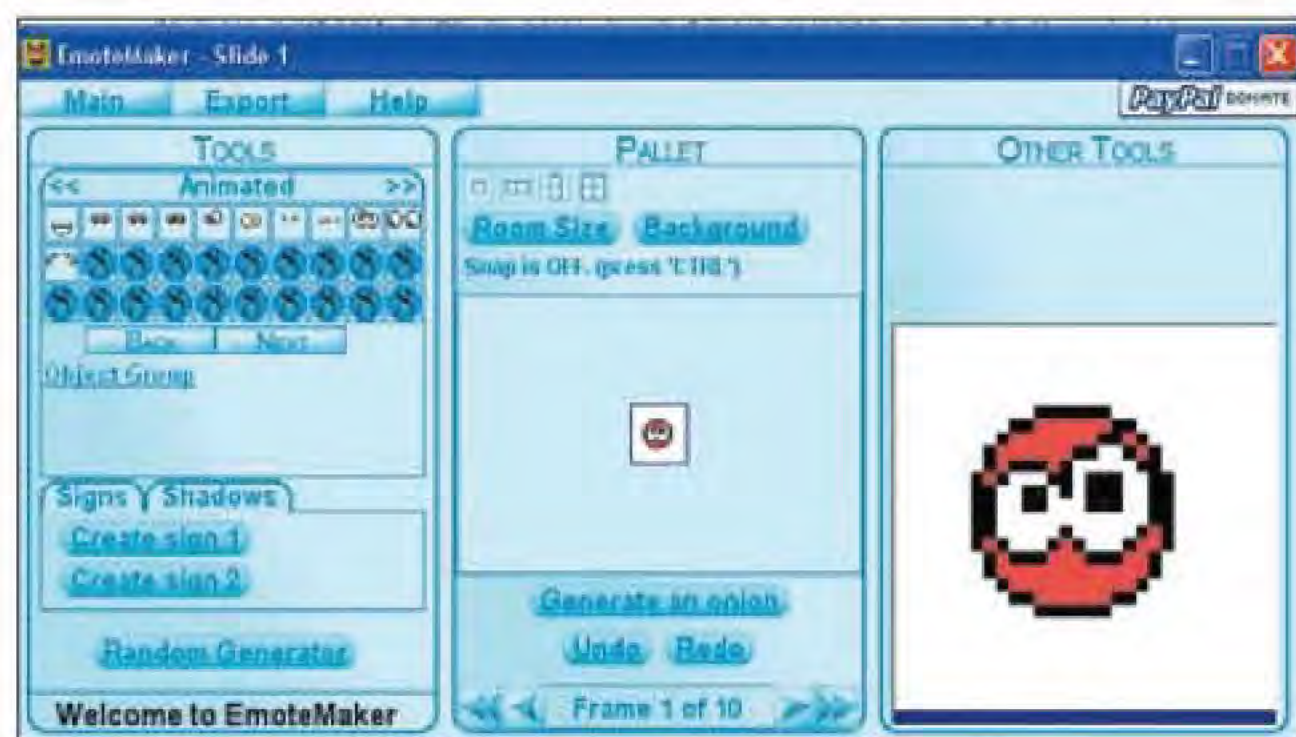 EmoteMaker - Slide 1
Main Export Help
PayPal DONATE
TOOLS
<< Animated >>
BACK NEXT
Object Group
Signs Shadows
Create sign 1
Create sign 2
Random Generator
Welcome to EmoteMaker
PALLET
Room Size Background
Snap is OFF. (press 'CTRL')
Generate an onion
Undo Redo
Frame 1 of 10
OTHER TOOLS